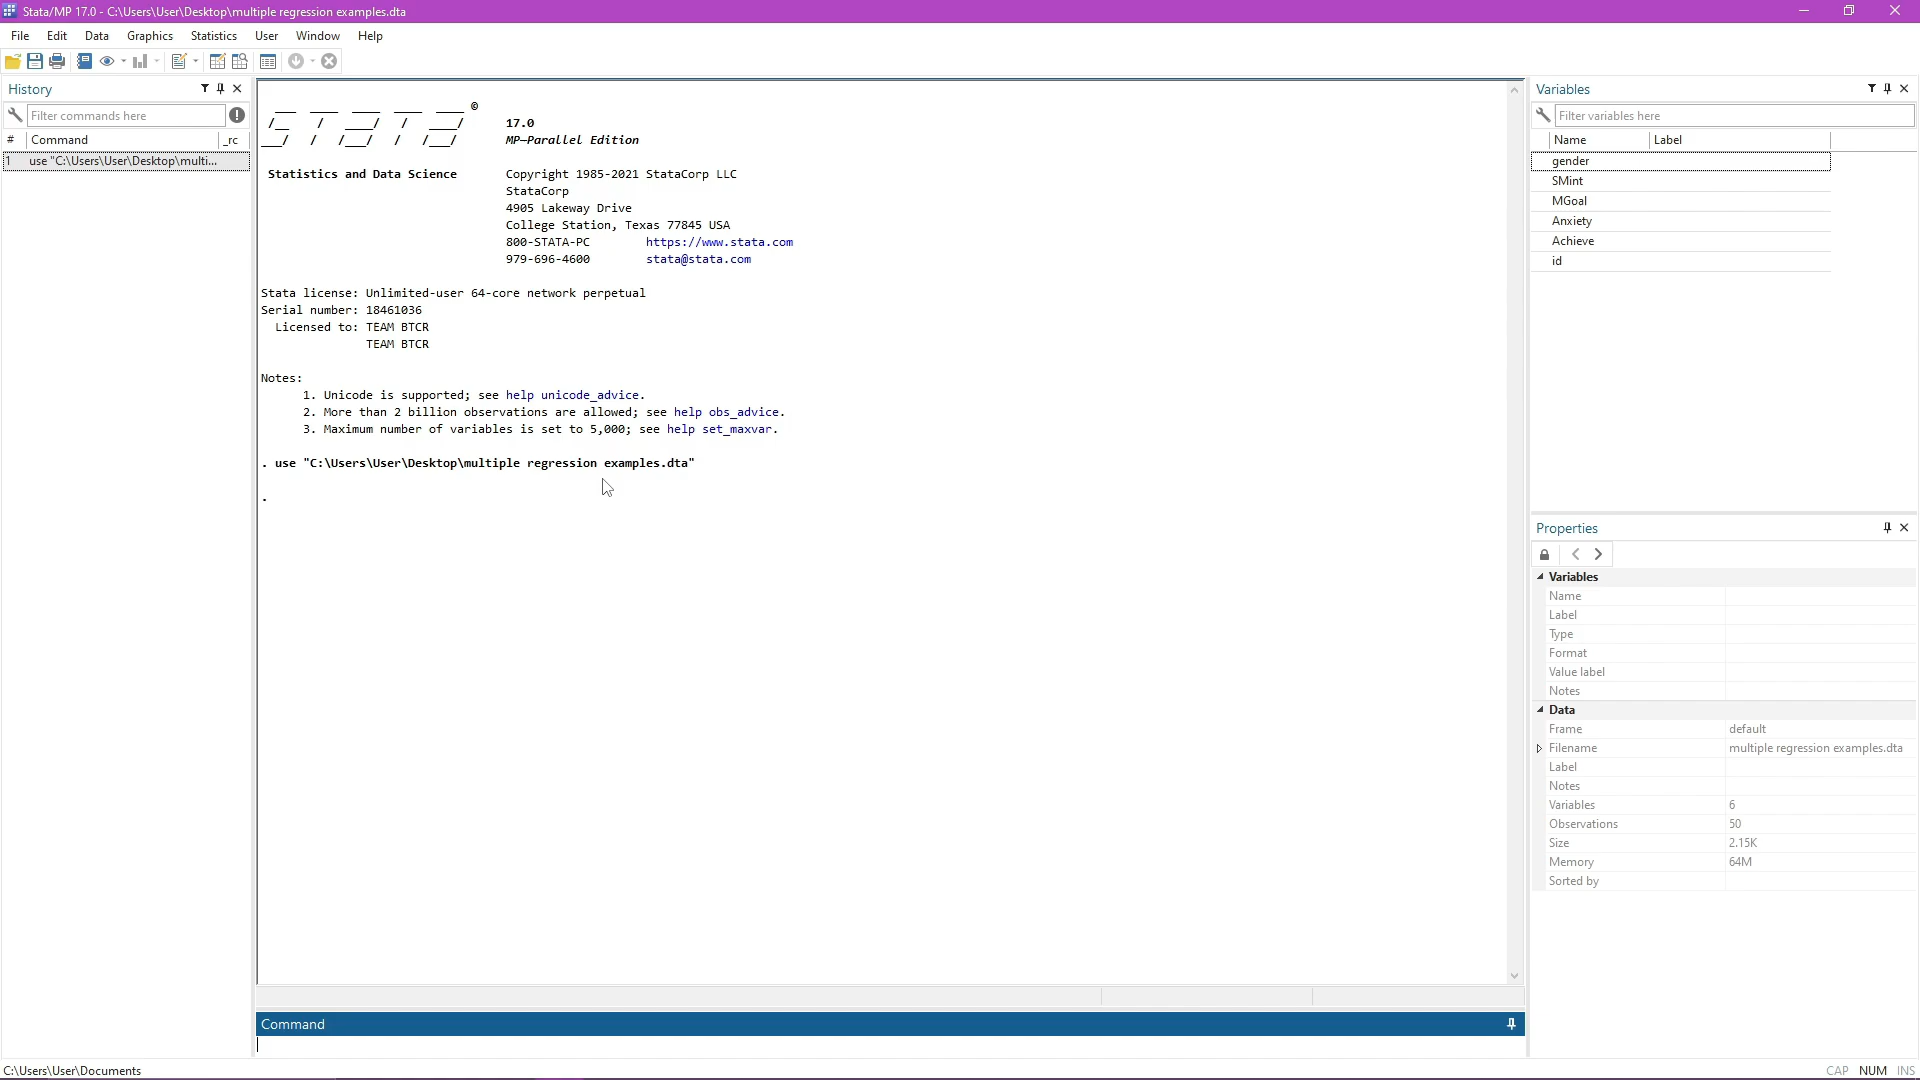 Stata/MP 17.0 - C:\Users\User\Desktop\multiple regression examples.dta
File Edit Data Graphics Statistics User Window Help
History
Filter commands here
# Command _rc
1 use "C:\Users\User\Desktop\multi...
©
17.0
MP—Parallel Edition
Statistics and Data Science Copyright 1985-2021 StataCorp LLC
StataCorp
4905 Lakeway Drive
College Station, Texas 77845 USA
800-STATA-PC https://www.stata.com
979-696-4600 stata@stata.com
Stata license: Unlimited-user 64-core network perpetual
Serial number: 18461036
Licensed to: TEAM BTCR
TEAM BTCR
Notes:
1. Unicode is supported; see help unicode_advice.
2. More than 2 billion observations are allowed; see help obs_advice.
3. Maximum number of variables is set to 5,000; see help set_maxvar.
. use "C:\Users\User\Desktop\multiple regression examples.dta"
.
Command
Variables
Filter variables here
Name Label
gender
SMint
MGoal
Anxiety
Achieve
id
Properties
Variables
Name
Label
Type
Format
Value label
Notes
Data
Frame default
Filename multiple regression examples.dta
Label
Notes
Variables 6
Observations 50
Size 2.15K
Memory 64M
Sorted by
C:\Users\User\Documents
CAP NUM INS